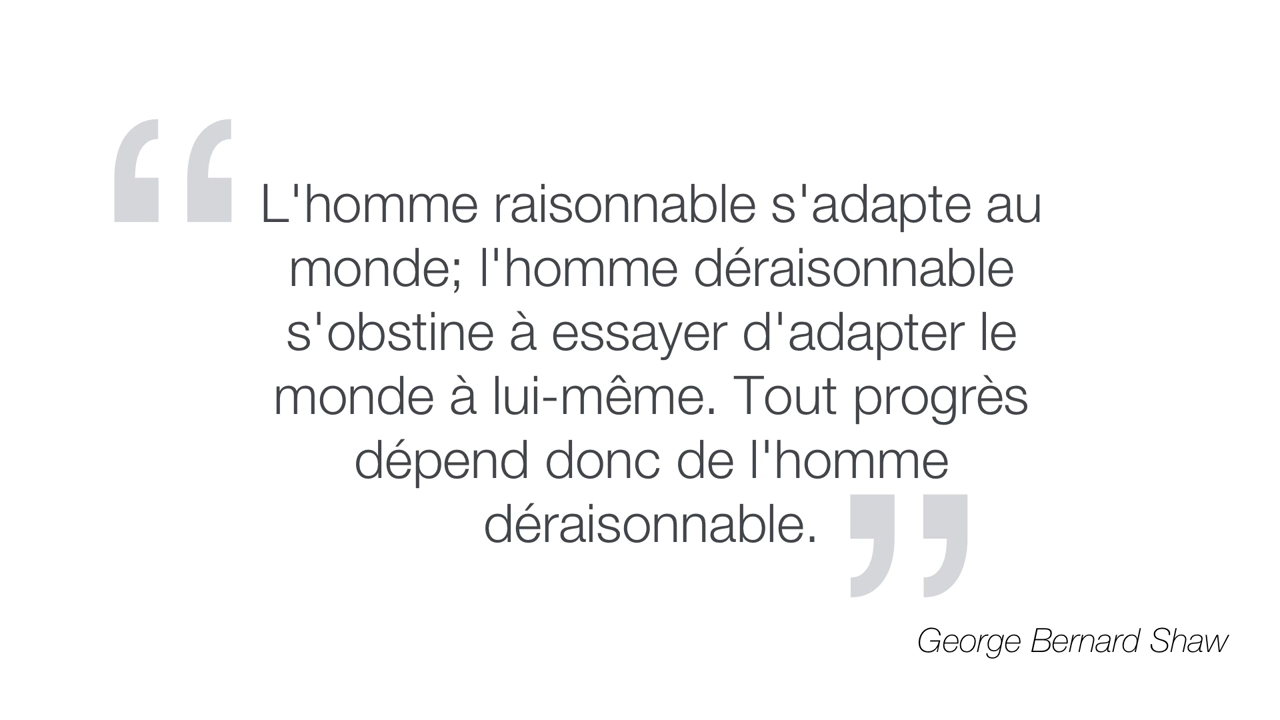 “L'homme raisonnable s'adapte au
monde; l'homme déraisonnable
s'obstine à essayer d'adapter le
monde à lui-même. Tout progrès
dépend donc de l'homme
déraisonnable.”
George Bernard Shaw